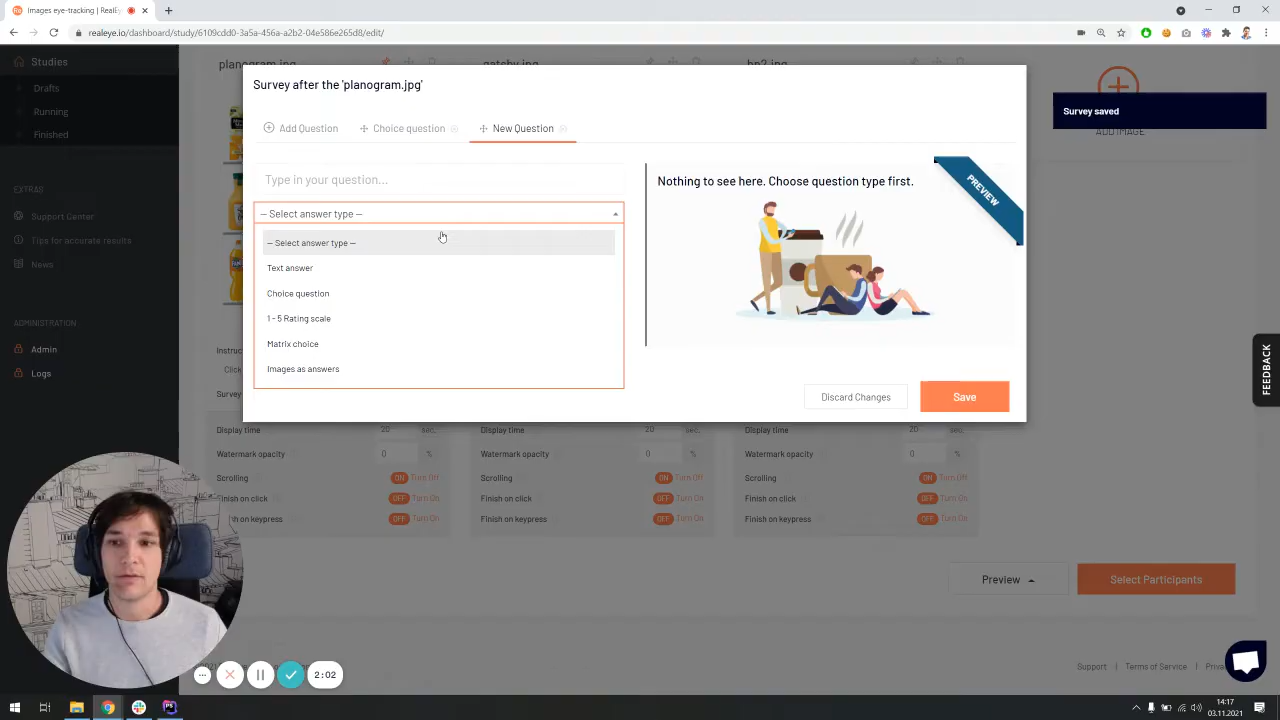 Images eye-tracking | RealEye
realeye.io/dashboard/study/6109cdd0-3a5a-456a-a2b2-04e586e265d8/edit/
Studies
Drafts
Running
Finished
EXTRAS
Support Center
Tips for accurate results
News
ADMINISTRATION
Admin
Logs
planogram.jpg
gatsby.jpg
bp2.jpg
ADD IMAGE
Survey saved
Survey after the 'planogram.jpg'
Add Question
Choice question
New Question
Type in your question...
— Select answer type —
— Select answer type —
Text answer
Choice question
1 - 5 Rating scale
Matrix choice
Images as answers
Nothing to see here. Choose question type first.
PREVIEW
Discard Changes
Save
FEEDBACK
Click
Display time 20 sec.
Watermark opacity 0 %
Scrolling ON Turn Off
Finish on click OFF Turn On
Finish on keypress OFF Turn On
Display time 20 sec.
Watermark opacity 0 %
Scrolling ON Turn Off
Finish on click OFF Turn On
Finish on keypress OFF Turn On
Display time 20 sec.
Watermark opacity 0 %
Scrolling ON Turn Off
Finish on click OFF Turn On
Finish on keypress OFF Turn On
Preview
Select Participants
Support
Terms of Service
2:02
14:17
03.11.2021